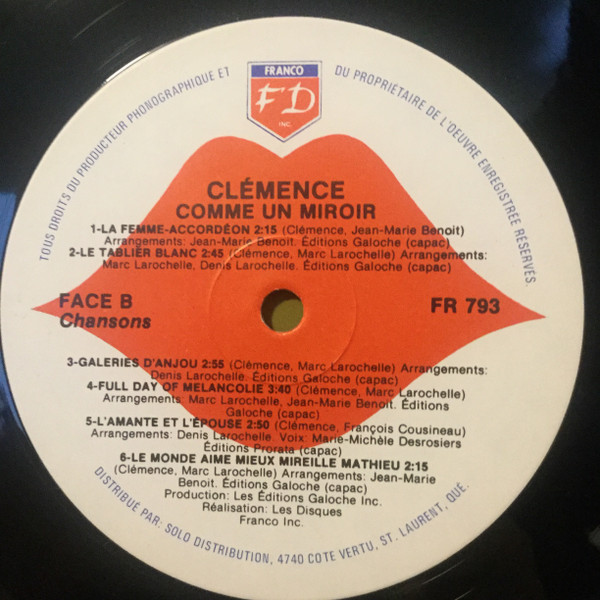 TOUS DROITS DU PRODUCTEUR PHONOGRAPHIQUE ET DU PROPRIÉTAIRE DE L'OEUVRE ENREGISTRÉE RÉSERVÉS.
FRANCO
FD
INC.
CLÉMENCE
COMME UN MIROIR
1-LA FEMME-ACCORDÉON 2:15 (Clémence, Jean-Marie Benoit)
Arrangements: Jean-Marie Benoit. Éditions Galoche (capac)
2-LE TABLIER BLANC 2:45 (Clémence, Marc Larochelle) Arrangements:
Marc Larochelle, Denis Larochelle. Éditions Galoche (capac)
FACE B
Chansons
FR 793
3-GALERIES D'ANJOU 2:55 (Clémence, Marc Larochelle) Arrangements:
Denis Larochelle. Éditions Galoche (capac)
4-FULL DAY OF MELANCOLIE 3:40 (Clémence, Marc Larochelle)
Arrangements: Marc Larochelle, Jean-Marie Benoit. Éditions
Galoche (capac)
5-L'AMANTE ET L'ÉPOUSE 2:50 (Clémence, François Cousineau)
Arrangements: Denis Larochelle. Voix: Marie-Michèle Desrosiers
Éditions Prorata (capac)
6-LE MONDE AIME MIEUX MIREILLE MATHIEU 2:15
(Clémence, Marc Larochelle) Arrangements: Jean-Marie
Benoit. Éditions Galoche (capac)
Production: Les Éditions Galoche Inc.
Réalisation: Les Disques
Franco Inc.
DISTRIBUÉ PAR: SOLO DISTRIBUTION, 4740 COTE VERTU, ST. LAURENT, QUÉ.